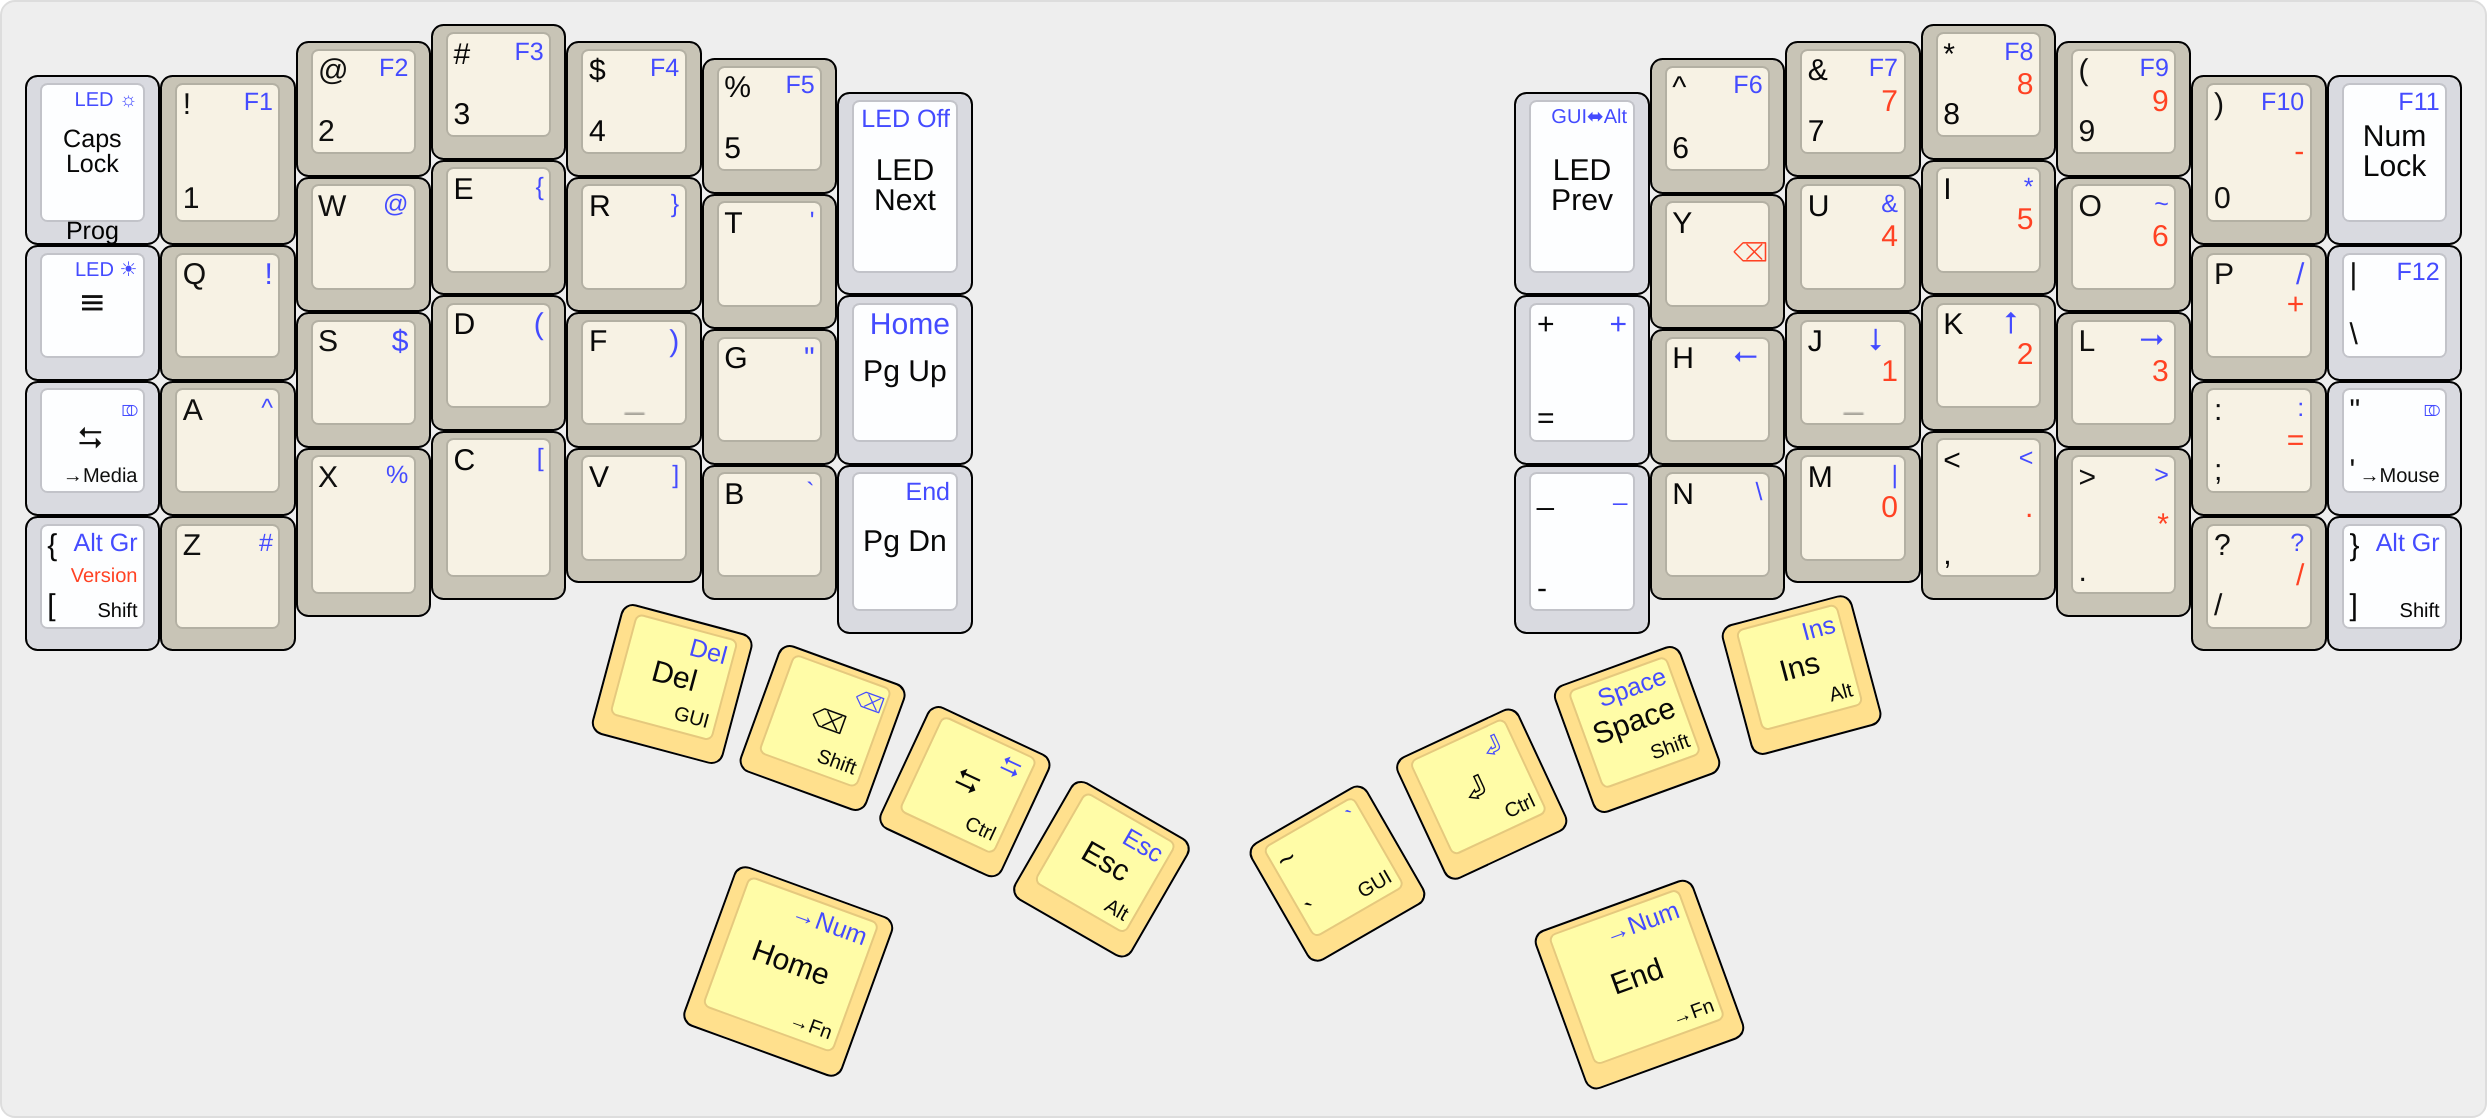 LED ☼
Caps
Lock
Prog
! F1
1
@ F2
2
# F3
3
$ F4
4
% F5
5
LED Off
LED
Next
LED ☀
≡
Q !
W @
E {
R }
T '
Home
Pg Up
⎄
⮀
→Media
A ^
S $
D (
F )
_
G "
End
Pg Dn
{ Alt Gr
Version
[ Shift
Z #
X %
C [
V ]
B `
Del
Del
GUI
⌫
⌫
Shift
⮀
⮀
Ctrl
Esc
Esc
Alt
→Num
Home
→Fn
GUI⬌Alt
LED
Prev
^ F6
6
& F7
7
7
* F8
8
8
( F9
9
9
) F10
-
0
F11
Num
Lock
+ +
=
Y
⌫
U &
4
I *
5
O ~
6
P /
+
| F12
\
_ _
-
H ←
J ↓
1
_
K ↑
2
L →
3
: :
=
;
"
' →Mouse
N \
M |
0
< <
.
,
> >
*
.
? ?
/
/
} Alt Gr
] Shift
Ins
Ins
Alt
Space
Space
Shift
⏎
⏎
Ctrl
`
~
` GUI
→Num
End
→Fn